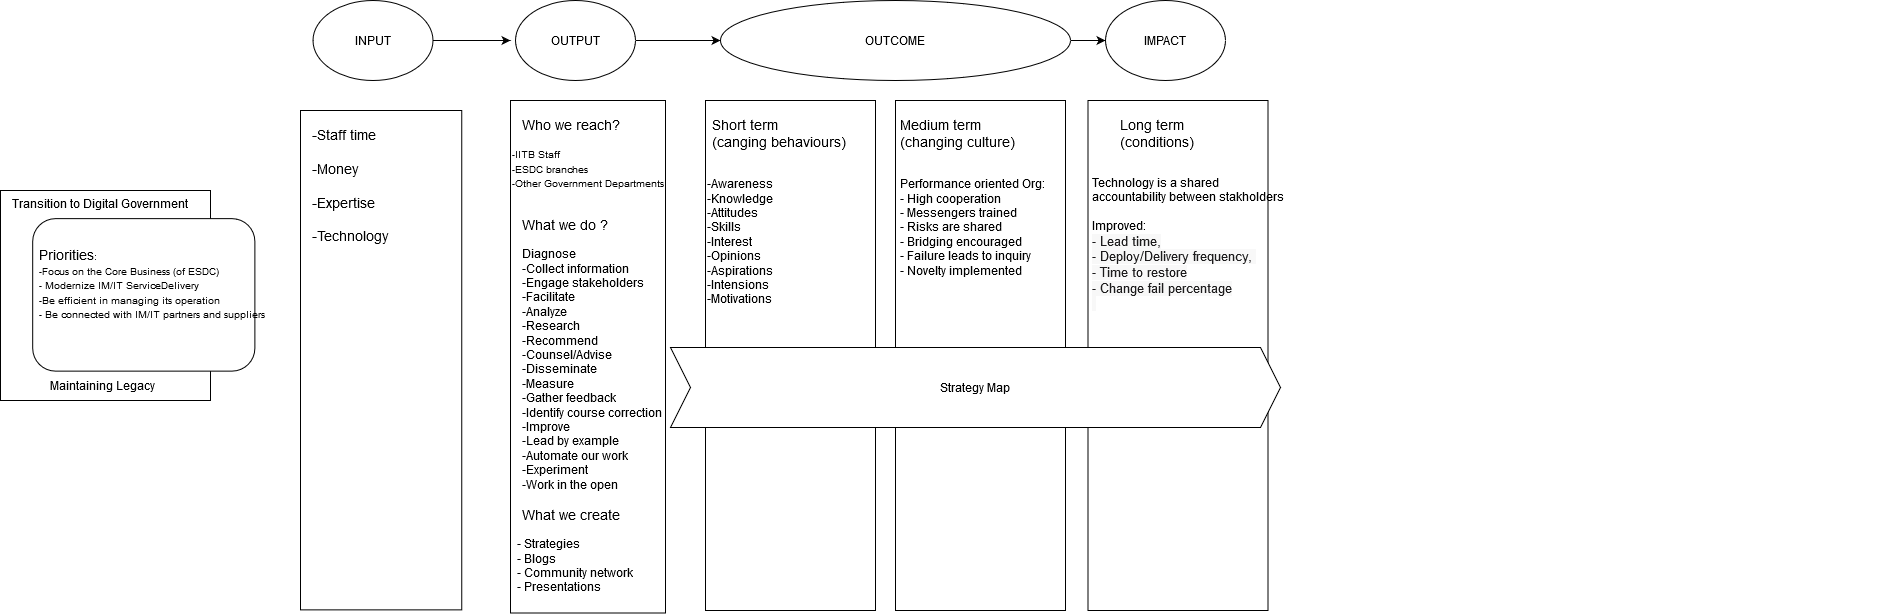 INPUT
OUTPUT
OUTCOME
IMPACT
Transition to Digital Government
Priorities:
-Focus on the Core Business (of ESDC)
- Modernize IM/IT ServiceDelivery
-Be efficient in managing its operation
- Be connected with IM/IT partners and suppliers
Maintaining Legacy
-Staff time
-Money
-Expertise
-Technology
Who we reach?
-IITB Staff
-ESDC branches
-Other Government Departments
What we do ?
Diagnose
-Collect information
-Engage stakeholders
-Facilitate
-Analyze
-Research
-Recommend
-Counsel/Advise
-Disseminate
-Measure
-Gather feedback
-Identify course correction
-Improve
-Lead by example
-Automate our work
-Experiment
-Work in the open
What we create
- Strategies
- Blogs
- Community network
- Presentations
Short term
(canging behaviours)
-Awareness
-Knowledge
-Attitudes
-Skills
-Interest
-Opinions
-Aspirations
-Intensions
-Motivations
Medium term
(changing culture)
Performance oriented Org:
- High cooperation
- Messengers trained
- Risks are shared
- Bridging encouraged
- Failure leads to inquiry
- Novelty implemented
Long term
(conditions)
Technology is a shared
accountability between stakholders
Improved:
- Lead time,
- Deploy/Delivery frequency,
- Time to restore
- Change fail percentage
Strategy Map